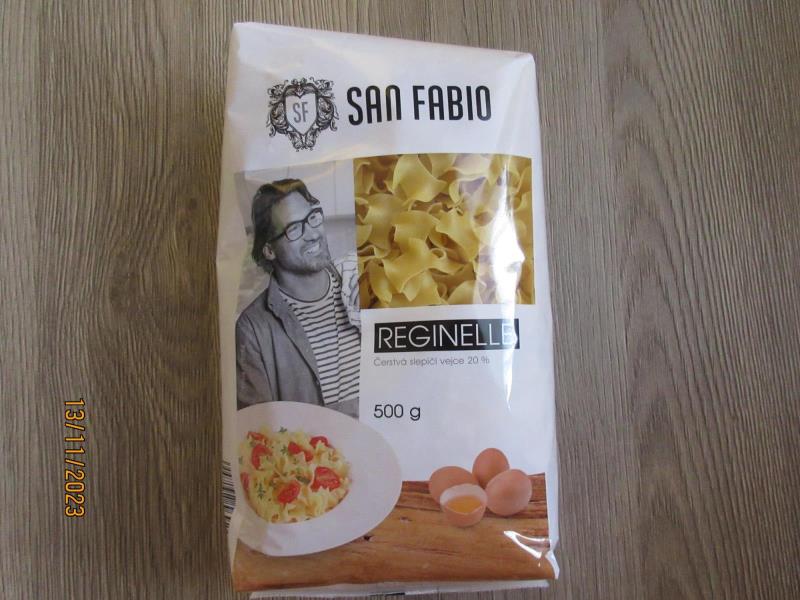 SF
SAN FABIO
REGINELLE
Čerstvá slepičí vejce 20 %
500 g
13/11/2023